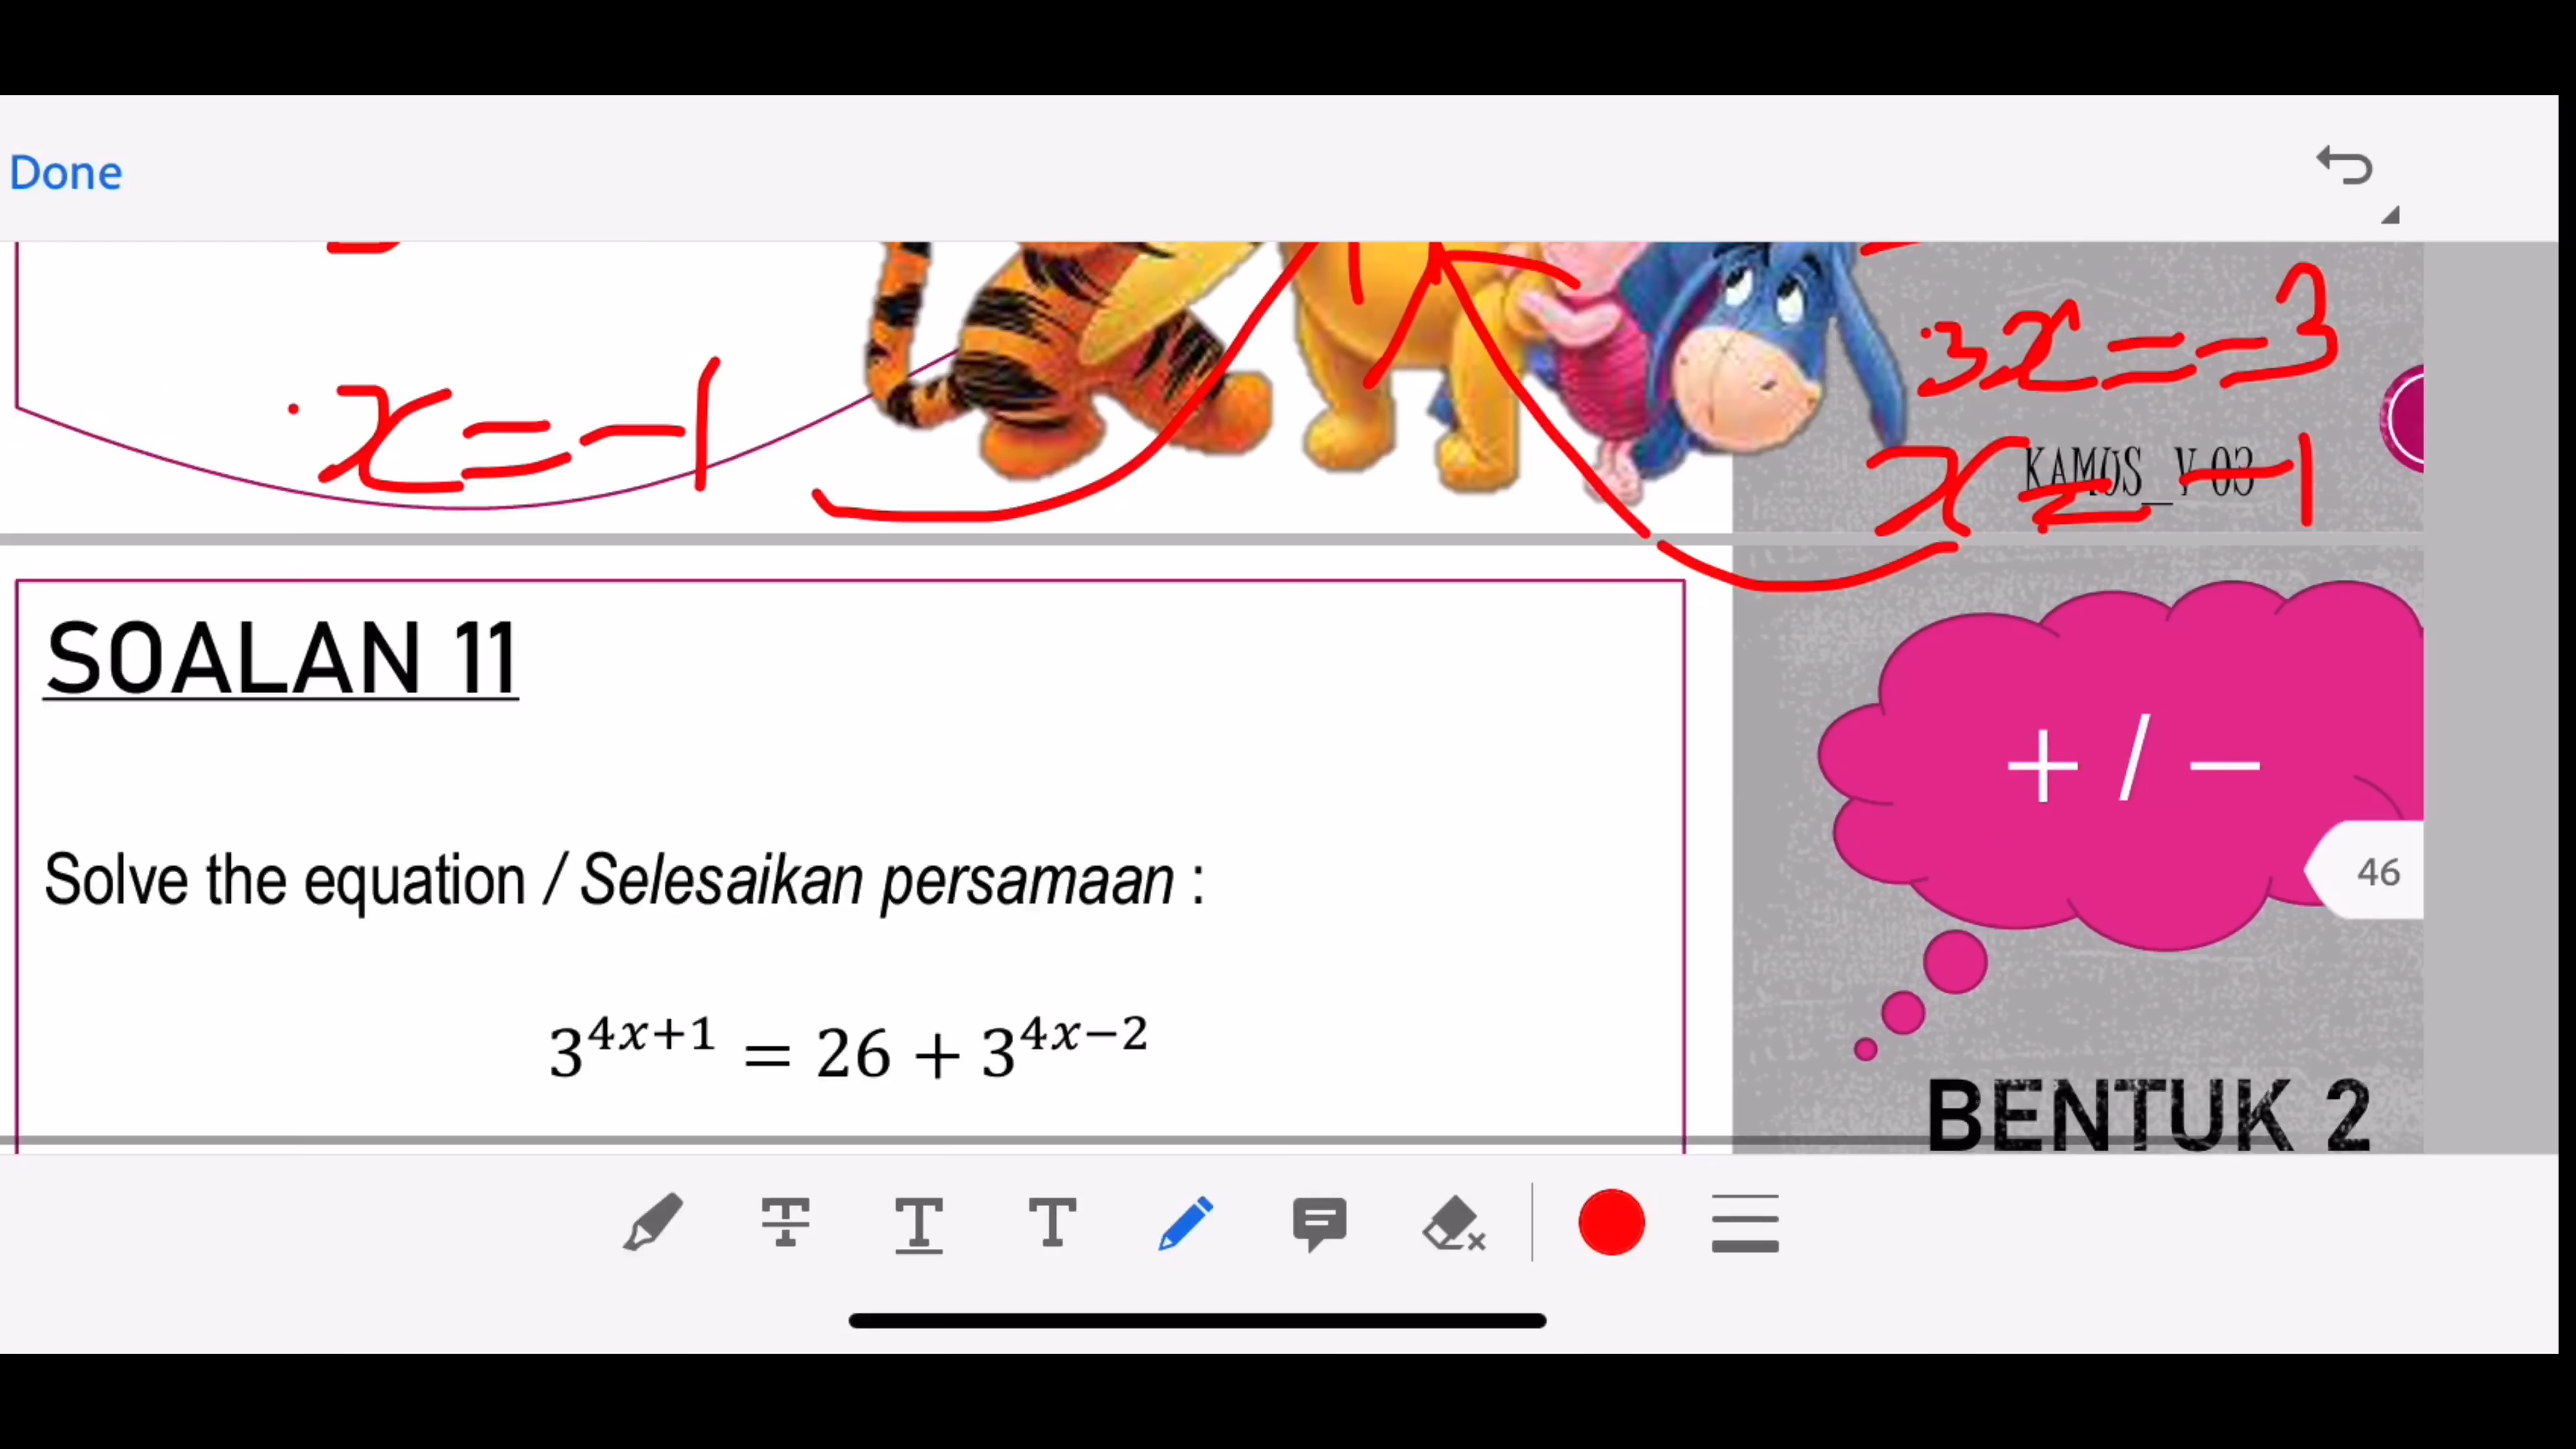 Done
3x = -3
x = -1
x = -1
KAMUS_V 03
SOALAN 11
+ / −
Solve the equation / Selesaikan persamaan :
46
3^{4x+1} = 26 + 3^{4x−2}
BENTUK 2